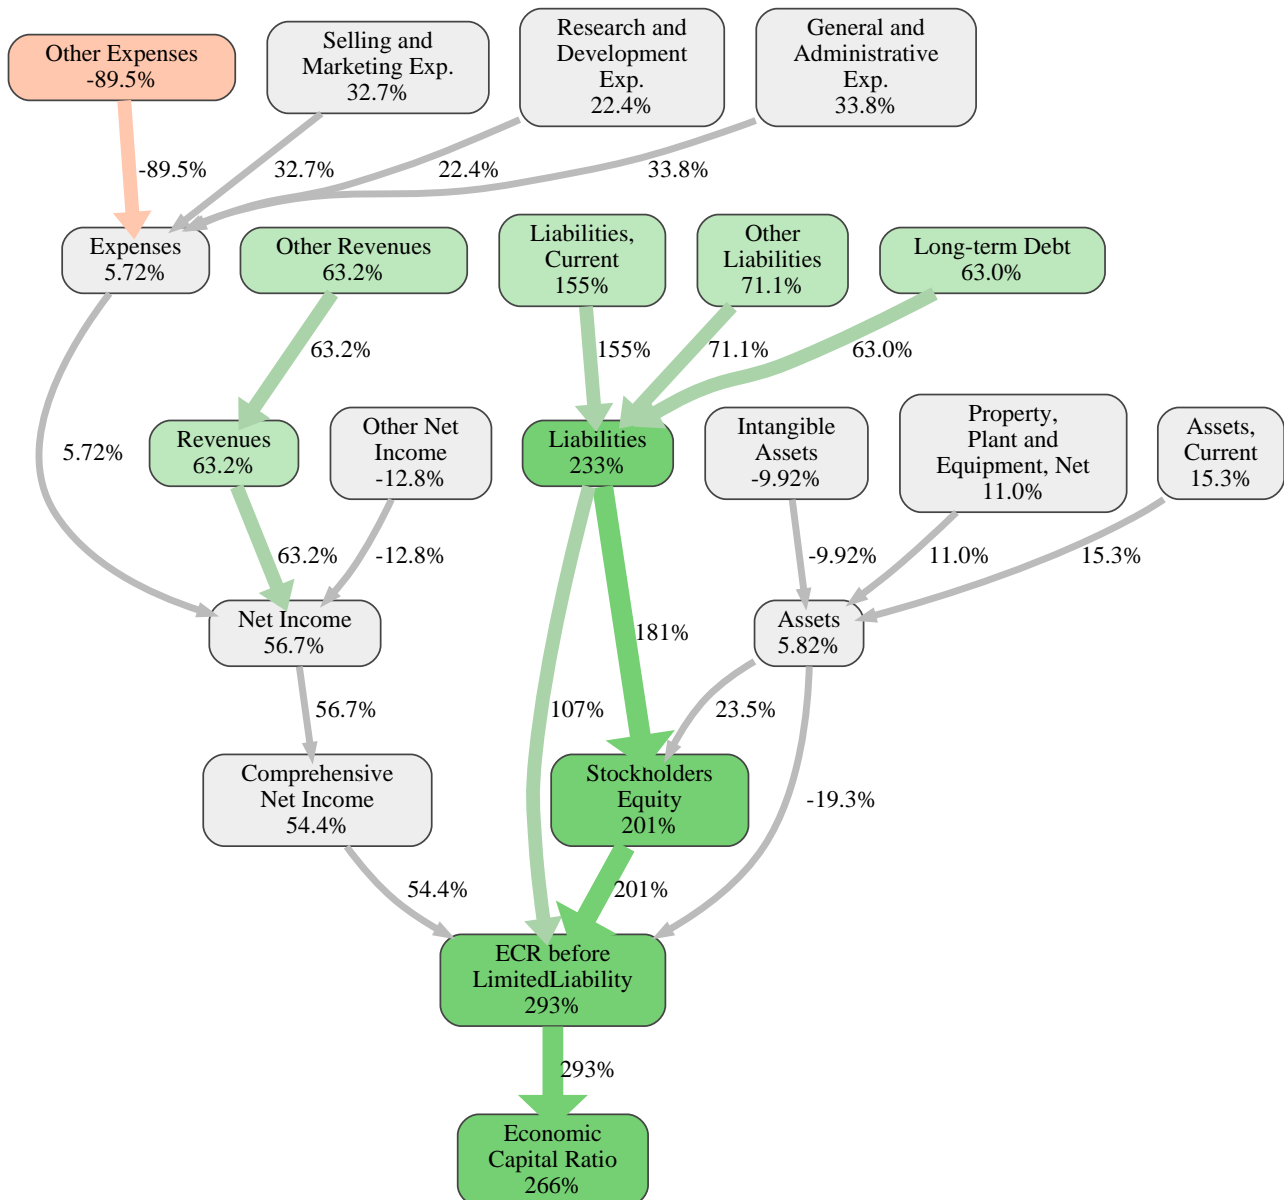 Other Expenses
-89.5%
Selling and
Marketing Exp.
32.7%
Research and
Development
Exp.
22.4%
General and
Administrative
Exp.
33.8%
-89.5%
32.7%
22.4%
33.8%
Expenses
5.72%
Other Revenues
63.2%
Liabilities,
Current
155%
Other
Liabilities
71.1%
Long-term Debt
63.0%
63.2%
155%
71.1%
63.0%
5.72%
Revenues
63.2%
Other Net
Income
-12.8%
Liabilities
233%
Intangible
Assets
-9.92%
Property,
Plant and
Equipment, Net
11.0%
Assets,
Current
15.3%
63.2%
-12.8%
-9.92%
11.0%
15.3%
Net Income
56.7%
181%
Assets
5.82%
56.7%
107%
23.5%
-19.3%
Comprehensive
Net Income
54.4%
Stockholders
Equity
201%
54.4%
201%
ECR before
LimitedLiability
293%
293%
Economic
Capital Ratio
266%